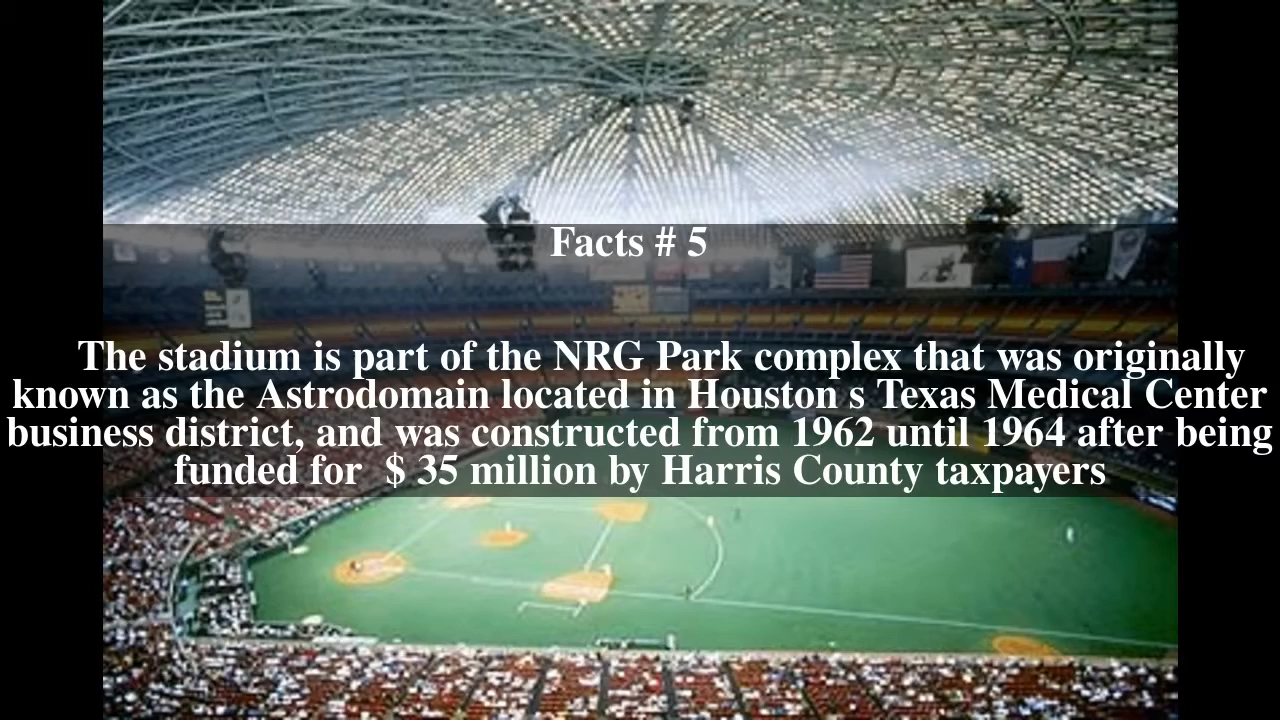 Facts # 5
The stadium is part of the NRG Park complex that was originally
known as the Astrodomain located in Houston s Texas Medical Center
business district, and was constructed from 1962 until 1964 after being
funded for  $ 35 million by Harris County taxpayers